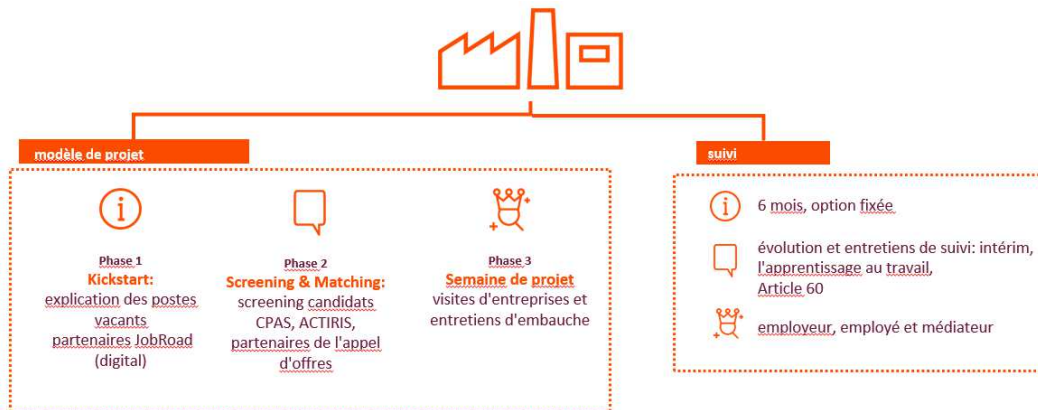 modèle de projet
Phase 1
Kickstart:
explication des postes
vacants
partenaires JobRoad
(digital)
Phase 2
Screening & Matching:
screening candidats
CPAS, ACTIRIS,
partenaires de l'appel
d'offres
Phase 3
Semaine de projet
visites d'entreprises et
entretiens d'embauche
suivi
6 mois, option fixée
évolution et entretiens de suivi: intérim,
l'apprentissage au travail,
Article 60
employeur, employé et médiateur